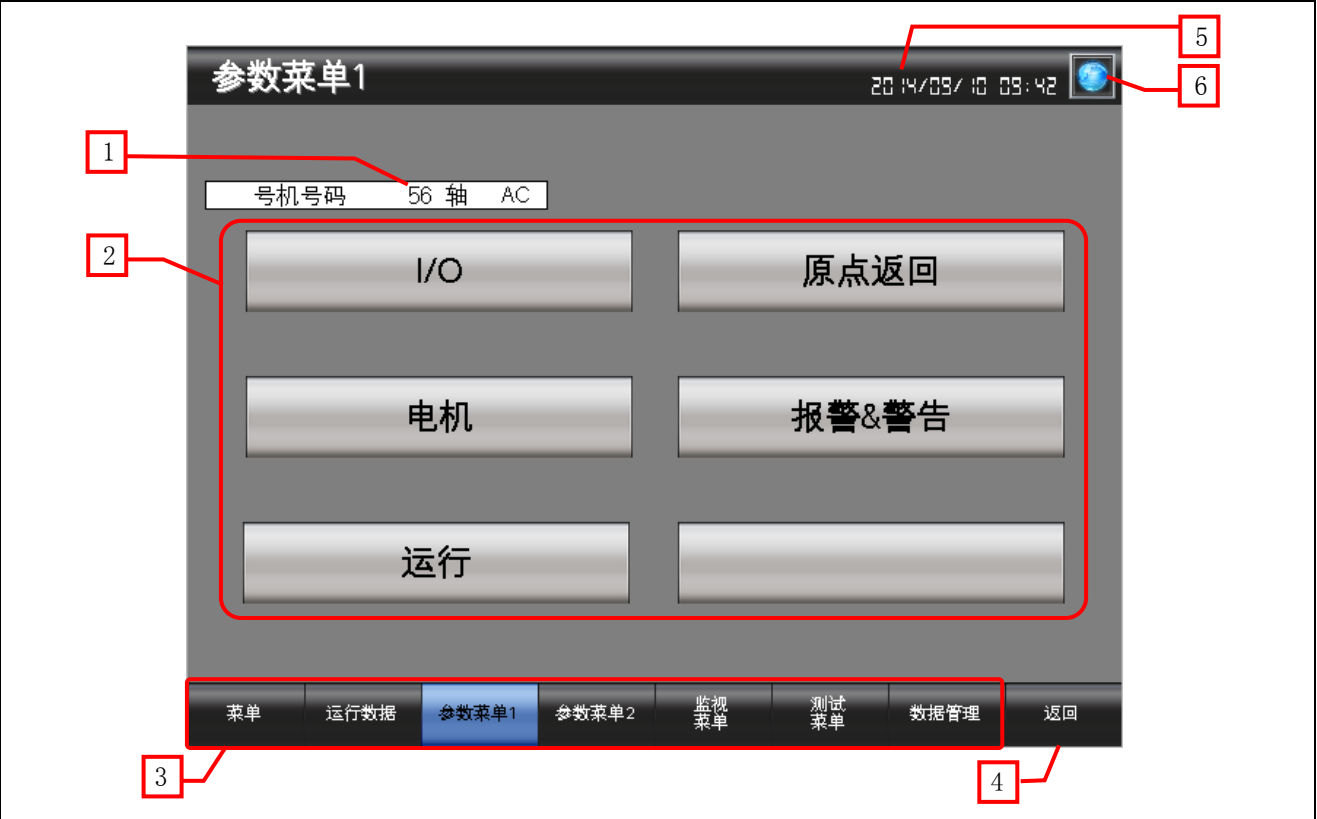 5
参数菜单1
2014/09/10 09:42
6
1
号机号码 56 轴 AC
2
I/O
原点返回
电机
报警&警告
运行
菜单
运行数据
参数菜单1
参数菜单2
监视
菜单
测试
菜单
数据管理
返回
3
4